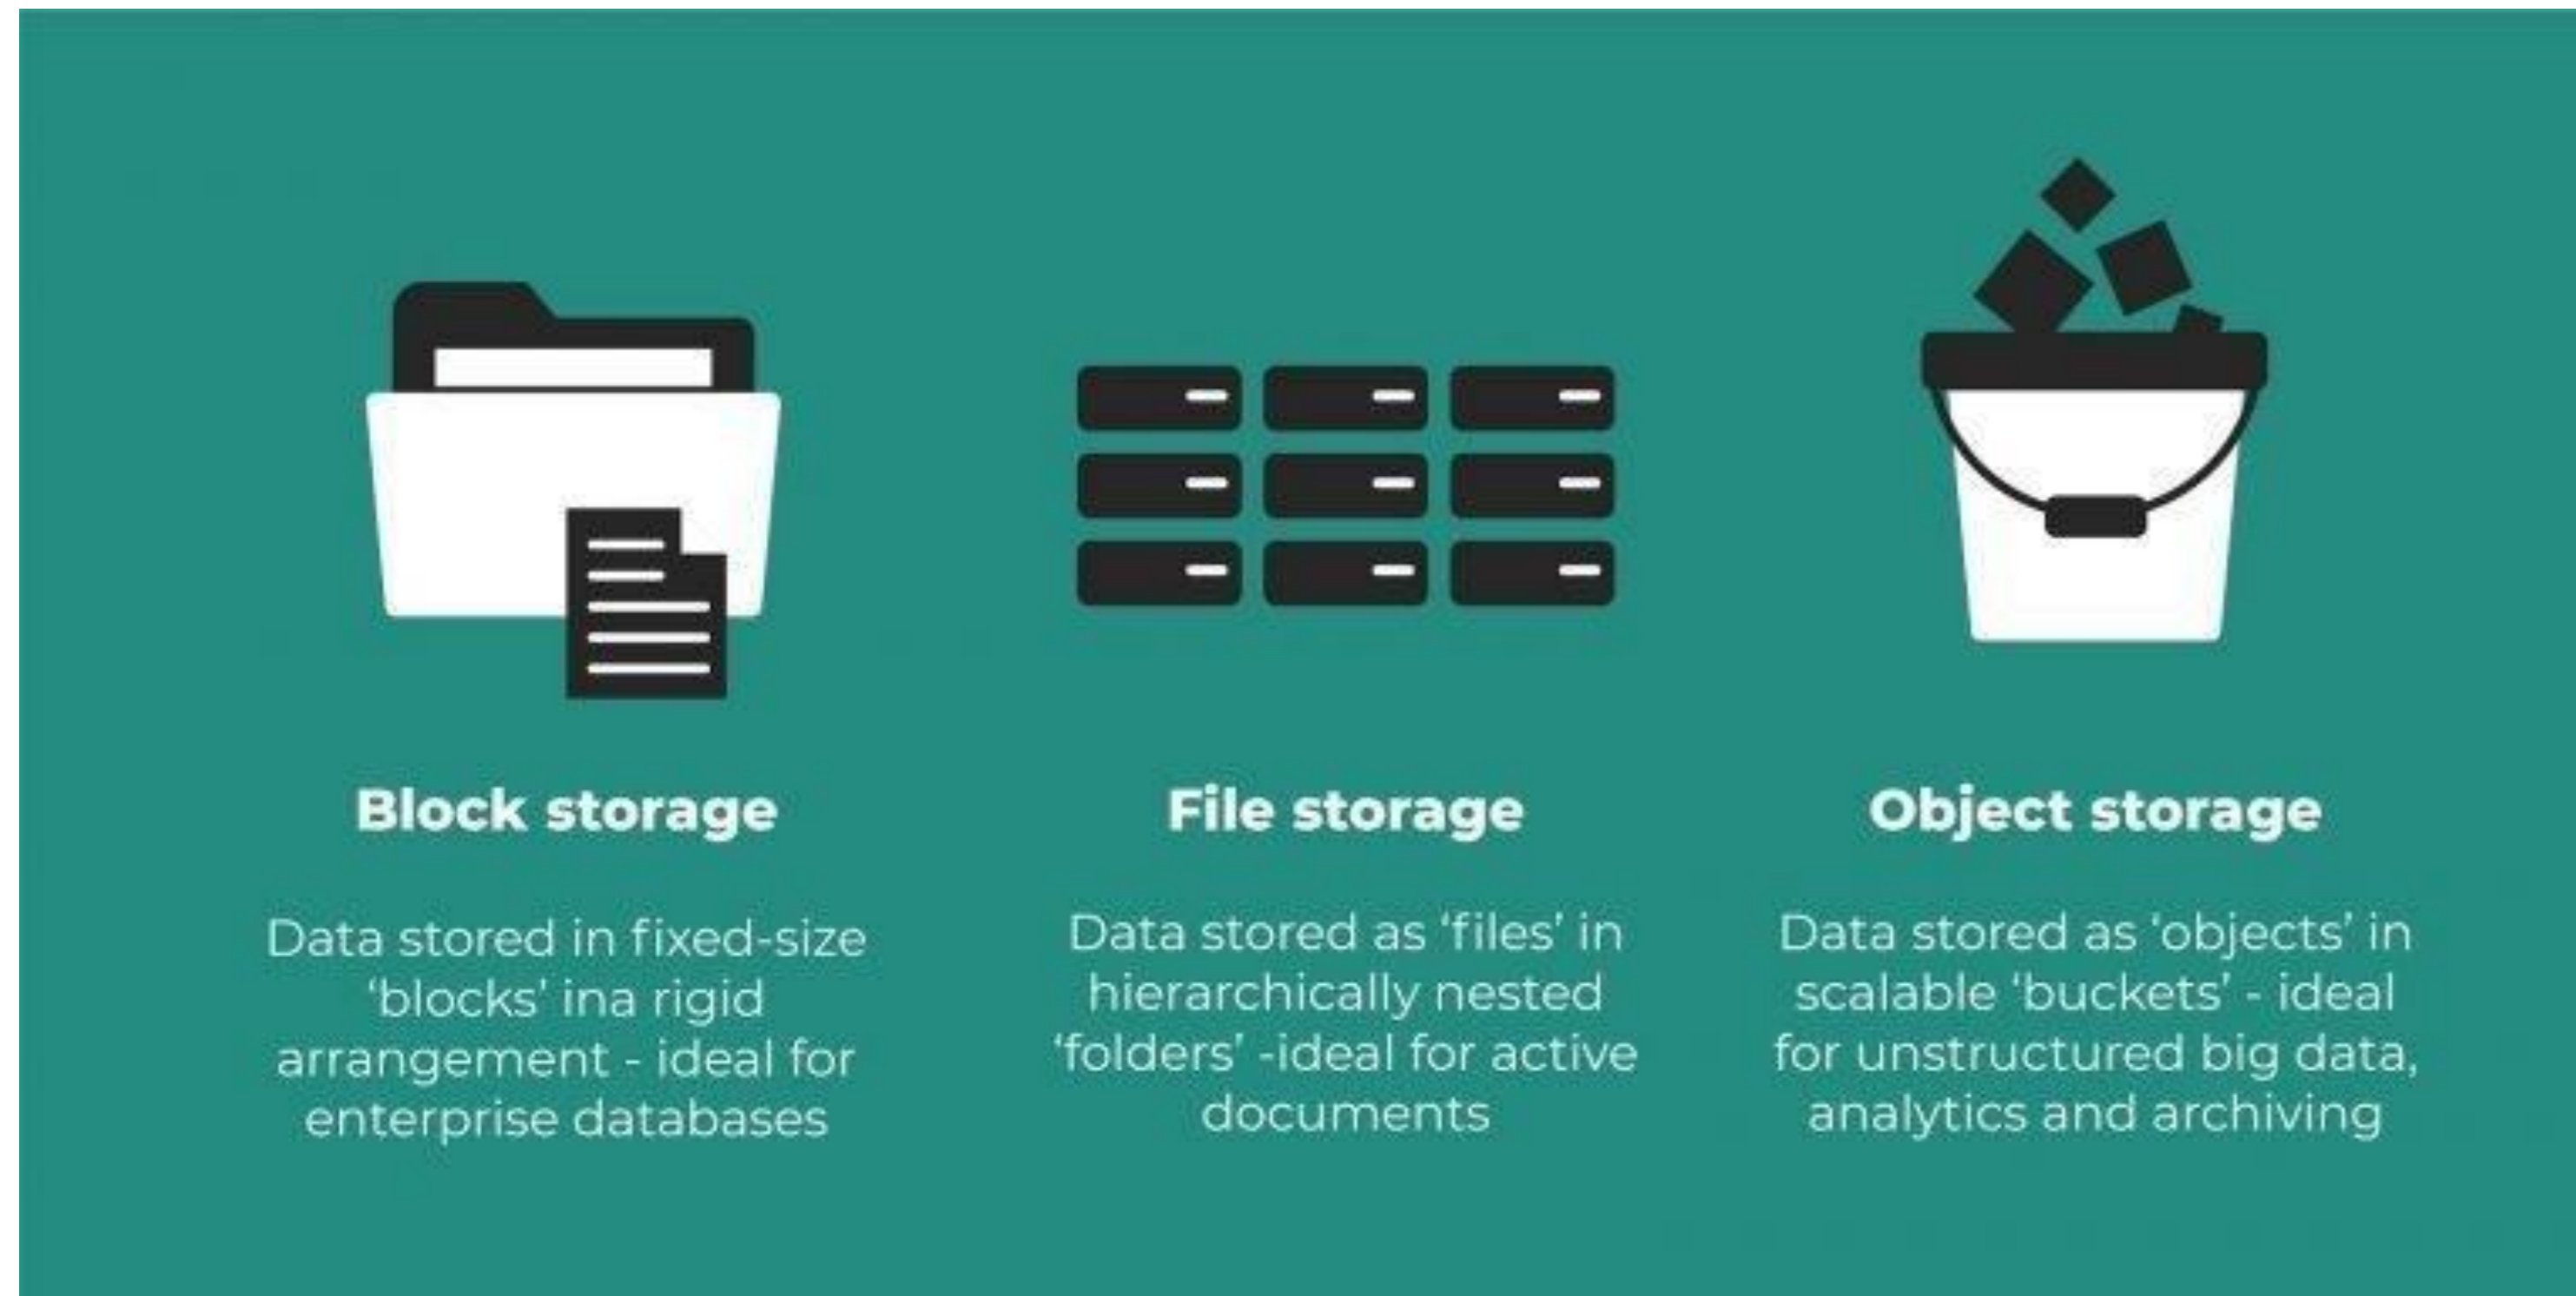 Block storage
Data stored in fixed-size
‘blocks’ ina rigid
arrangement - ideal for
enterprise databases
File storage
Data stored as ‘files’ in
hierarchically nested
‘folders’ -ideal for active
documents
Object storage
Data stored as ‘objects’ in
scalable ‘buckets’ - ideal
for unstructured big data,
analytics and archiving